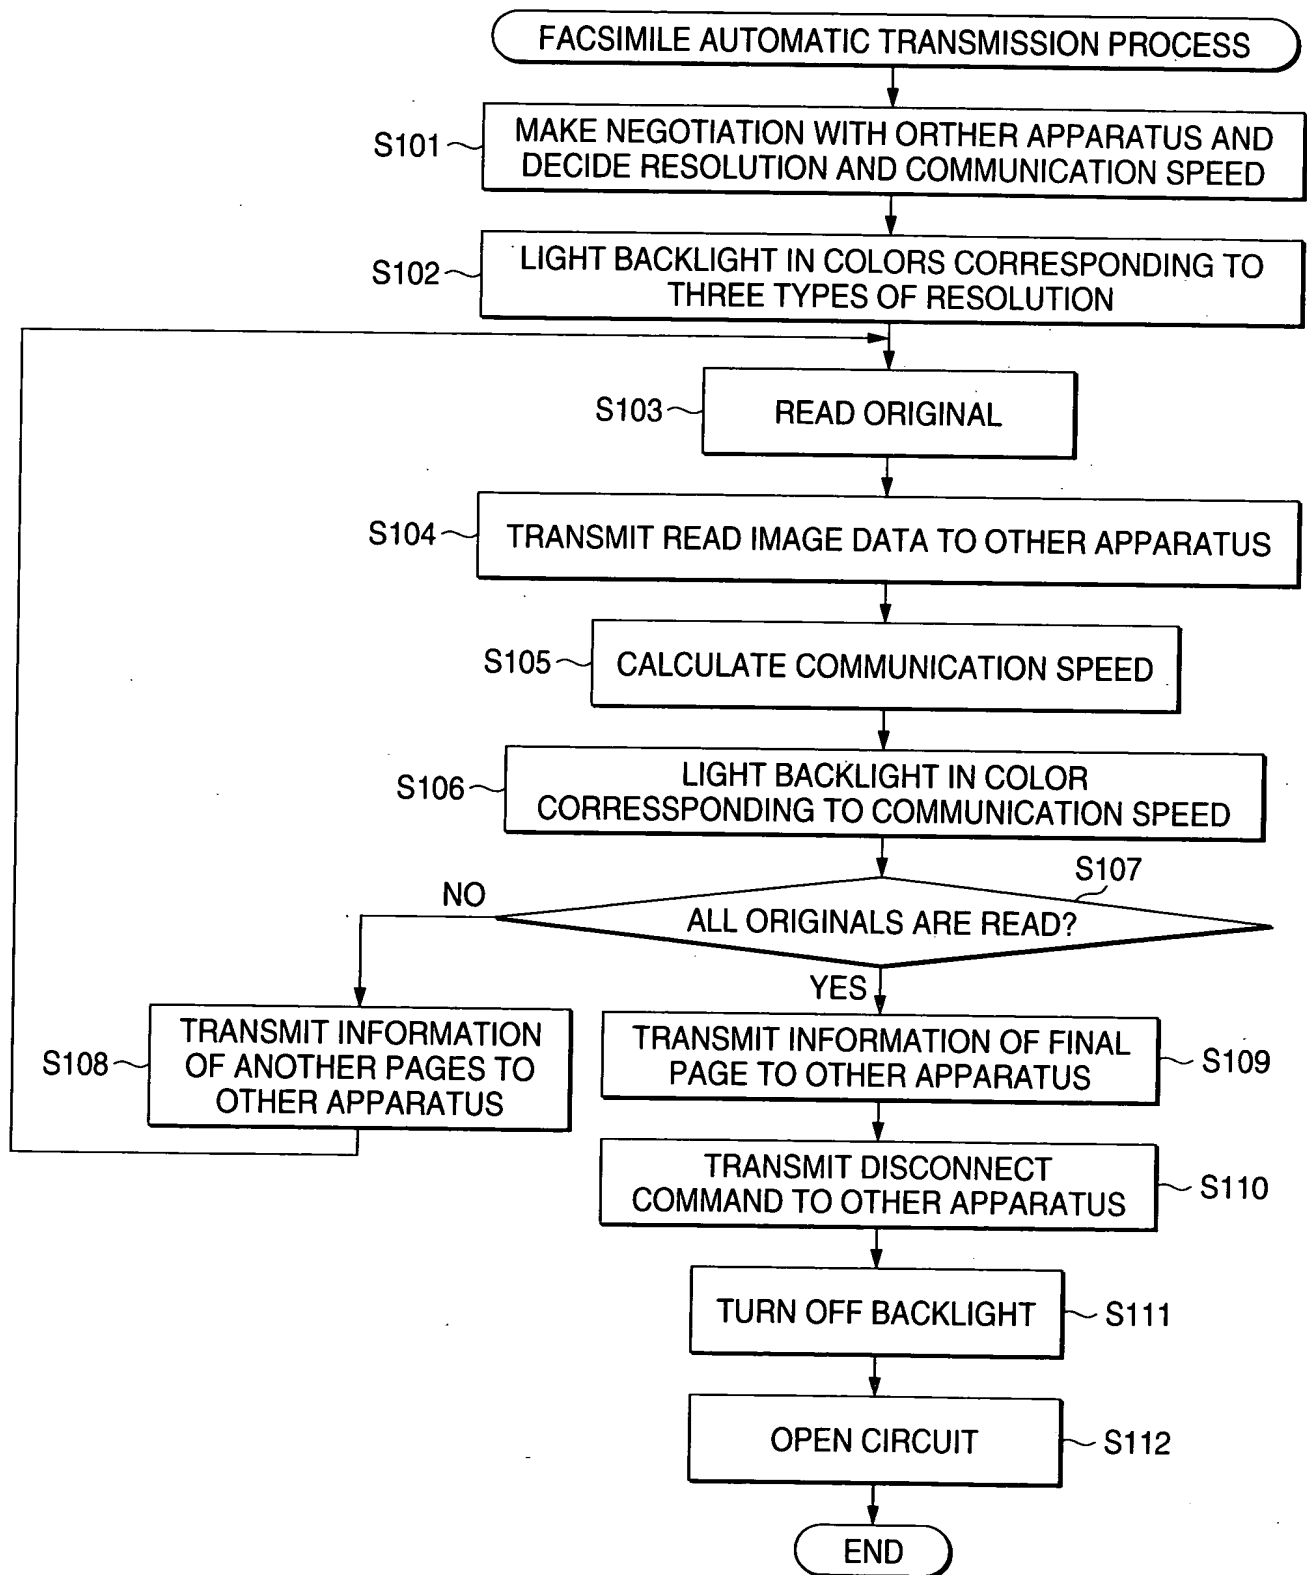 FACSIMILE AUTOMATIC TRANSMISSION PROCESS
S101
MAKE NEGOTIATION WITH ORTHER APPARATUS AND
DECIDE RESOLUTION AND COMMUNICATION SPEED
S102
LIGHT BACKLIGHT IN COLORS CORRESPONDING TO
THREE TYPES OF RESOLUTION
S103
READ ORIGINAL
S104
TRANSMIT READ IMAGE DATA TO OTHER APPARATUS
S105
CALCULATE COMMUNICATION SPEED
S106
LIGHT BACKLIGHT IN COLOR
CORRESSPONDING TO COMMUNICATION SPEED
S107
ALL ORIGINALS ARE READ?
NO
YES
S108
TRANSMIT INFORMATION
OF ANOTHER PAGES TO
OTHER APPARATUS
TRANSMIT INFORMATION OF FINAL
PAGE TO OTHER APPARATUS
S109
TRANSMIT DISCONNECT
COMMAND TO OTHER APPARATUS
S110
TURN OFF BACKLIGHT
S111
OPEN CIRCUIT
S112
END